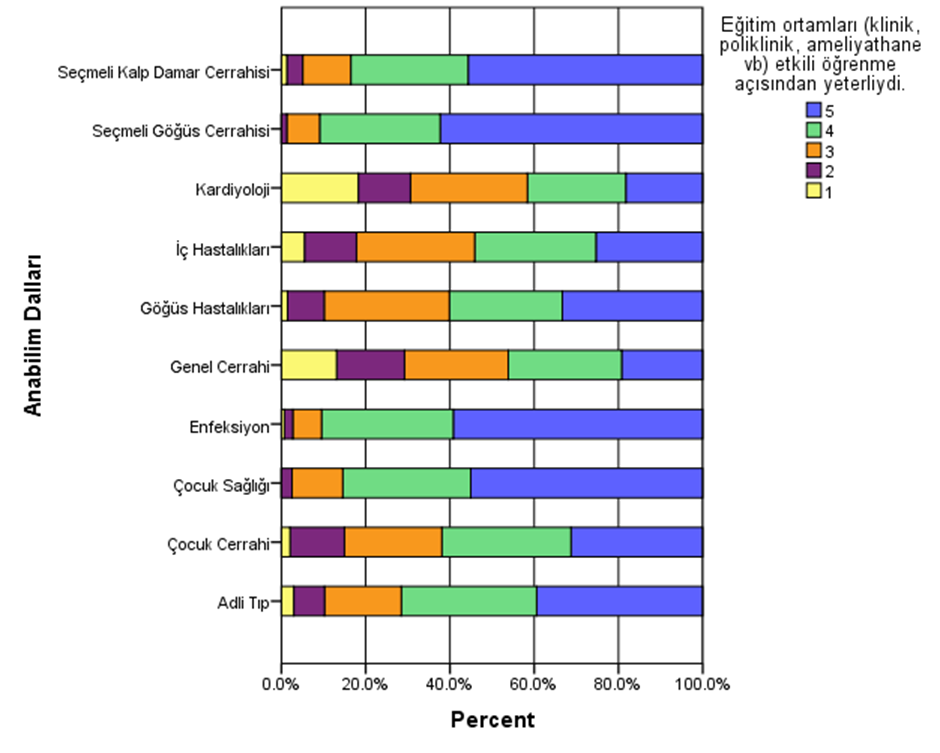 Eğitim ortamları (klinik,
poliklinik, ameliyathane
vb) etkili öğrenme
açısından yeterliydi.
5
4
3
2
1
Anabilim Dalları
Seçmeli Kalp Damar Cerrahisi
Seçmeli Göğüs Cerrahisi
Kardiyoloji
İç Hastalıkları
Göğüs Hastalıkları
Genel Cerrahi
Enfeksiyon
Çocuk Sağlığı
Çocuk Cerrahi
Adli Tıp
0.0% 20.0% 40.0% 60.0% 80.0% 100.0%
Percent